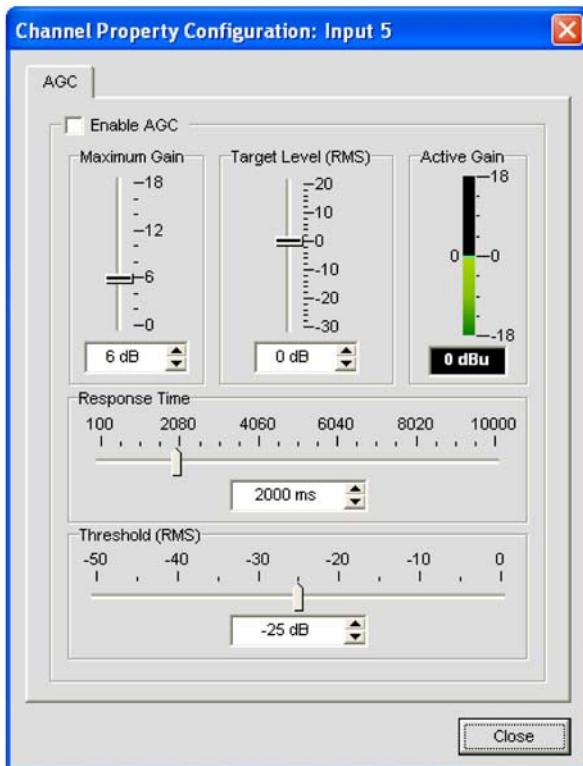 Channel Property Configuration: Input 5
AGC
Enable AGC
Maximum Gain
18
12
6
0
6 dB
Target Level (RMS)
20
10
0
-10
-20
-30
0 dB
Active Gain
18
0 0
-18
0 dBu
Response Time
100 2080 4060 6040 8020 10000
2000 ms
Threshold (RMS)
-50 -40 -30 -20 -10 0
-25 dB
Close